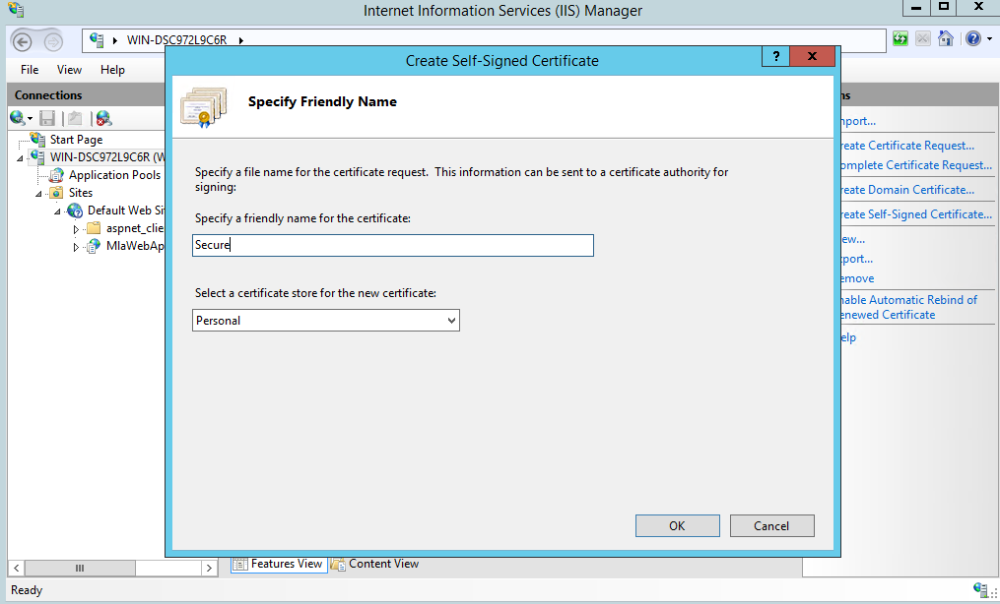 Internet Information Services (IIS) Manager
WIN-DSC972L9C6R
File View Help
Connections
Start Page
WIN-DSC972L9C6R (W
Application Pools
Sites
Default Web Si
aspnet_clie
MlaWebAp
Create Self-Signed Certificate
? x
Specify Friendly Name
Specify a file name for the certificate request. This information can be sent to a certificate authority for
signing:
Specify a friendly name for the certificate:
Secure
Select a certificate store for the new certificate:
Personal
OK Cancel
ns
mport...
reate Certificate Request...
omplete Certificate Request...
reate Domain Certificate...
reate Self-Signed Certificate...
ew...
xport...
emove
nable Automatic Rebind of
enewed Certificate
elp
Features View Content View
Ready